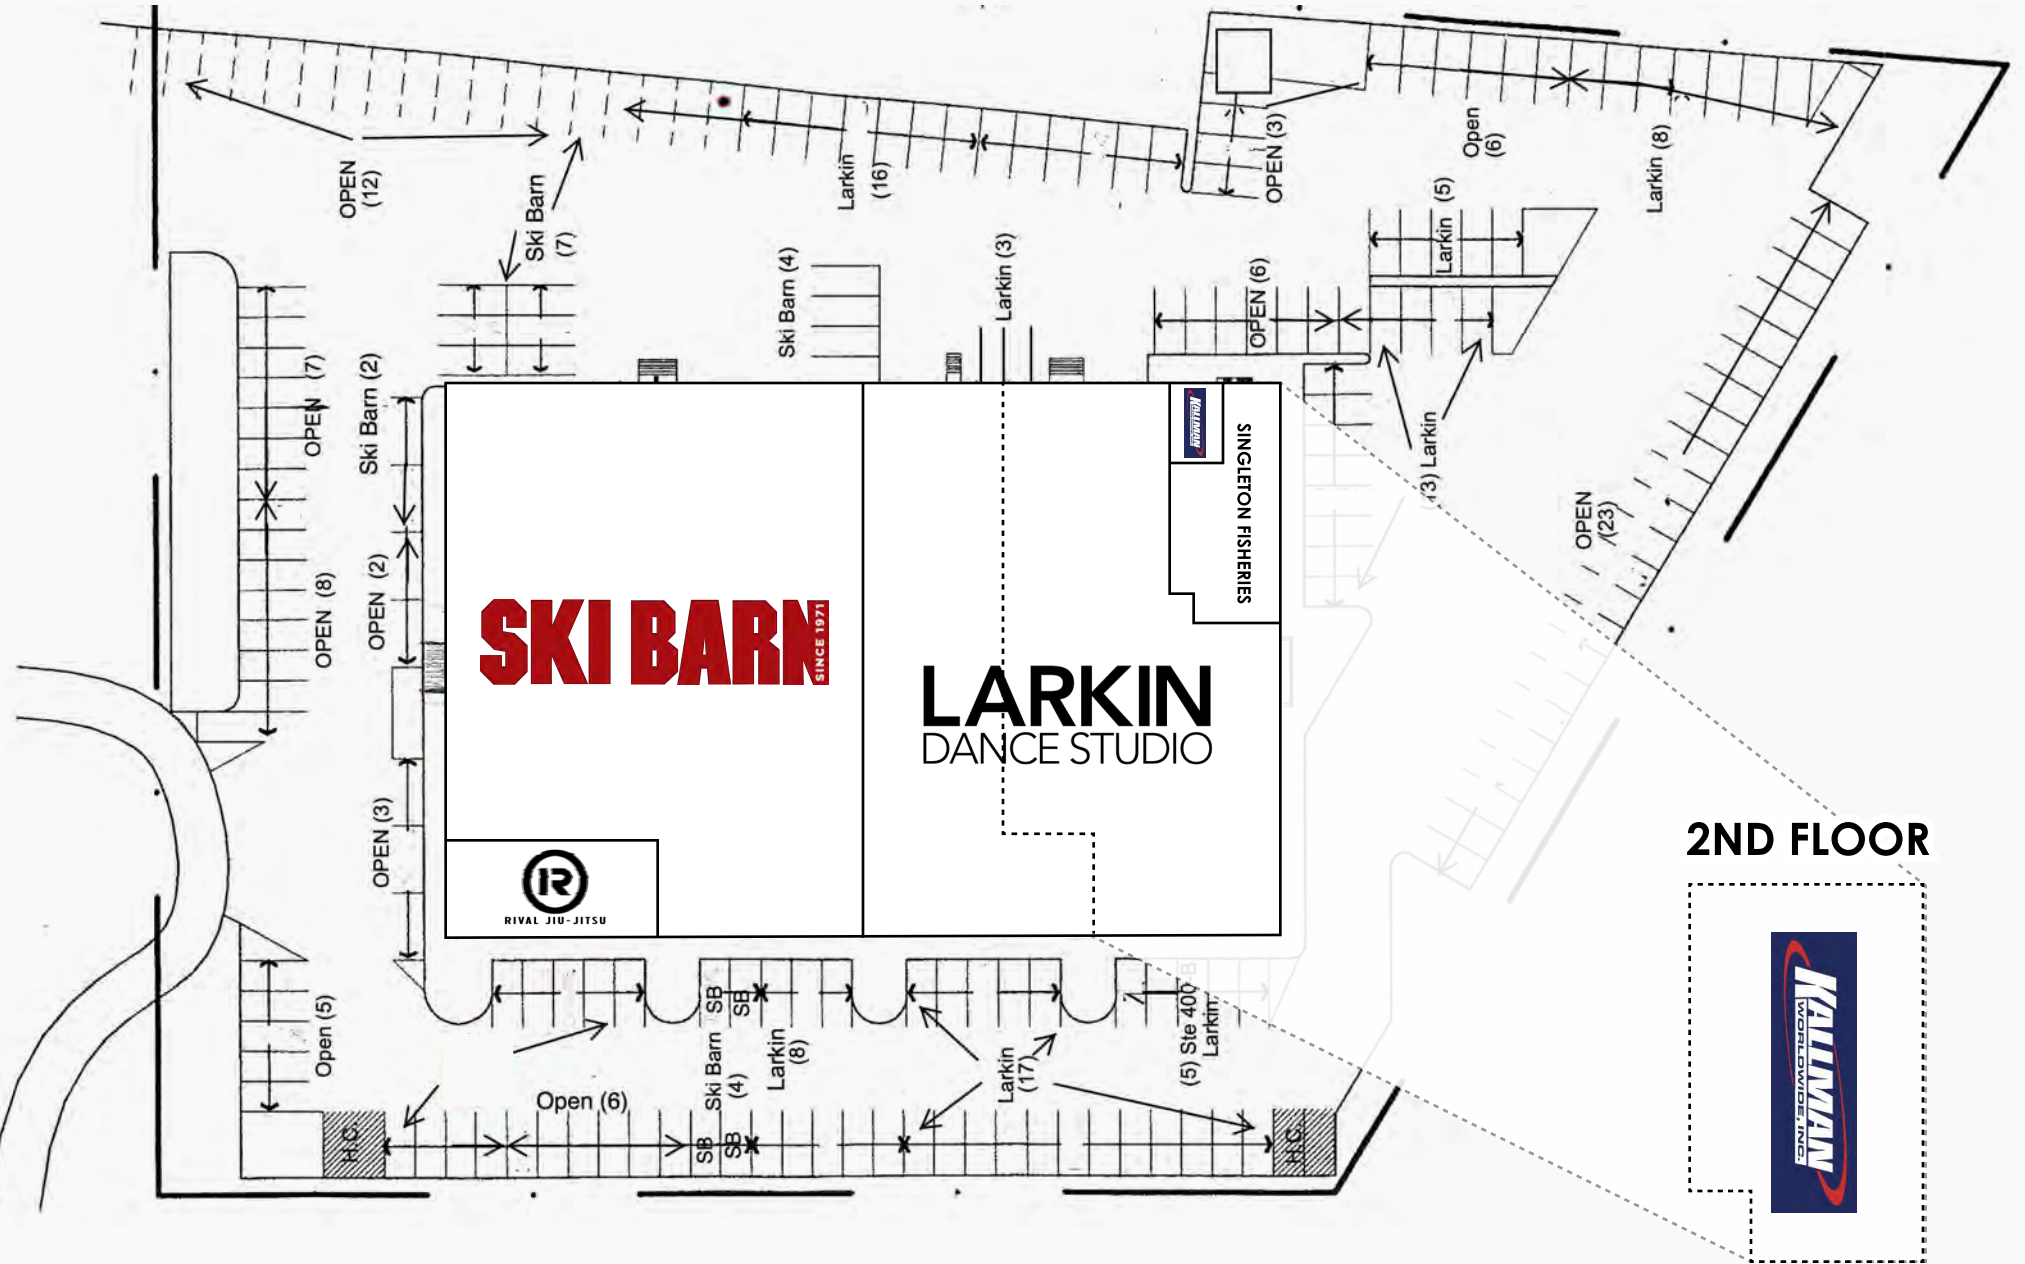 OPEN
(12)
Ski Barn
(7)
Larkin
(16)
OPEN (3)
Open
(6)
Larkin (8)
Larkin (5)
Ski Barn (4)
Larkin (3)
OPEN (6)
OPEN (7)
Ski Barn (2)
(3) Larkin
KALLMAN
SINGLETON FISHERIES
OPEN
(23)
OPEN (8)
OPEN (2)
SKI BARN
SINCE 1971
LARKIN
DANCE STUDIO
OPEN (3)
R
RIVAL JIU-JITSU
2ND FLOOR
KALLMAN
WORLDWIDE, INC.
Open (5)
SB
SB
Ski Barn
(4)
Larkin
(8)
Larkin
(17)
(5) Ste 400-B
Larkin
Open (6)
H.C.
SB
SB
H.C.